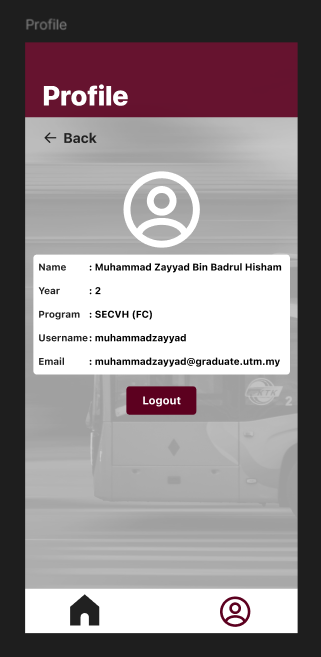 Profile
Profile
← Back
Name : Muhammad Zayyad Bin Badrul Hisham
Year : 2
Program : SECVH (FC)
Username : muhammadzayyad
Email : muhammadzayyad@graduate.utm.my
2
Logout